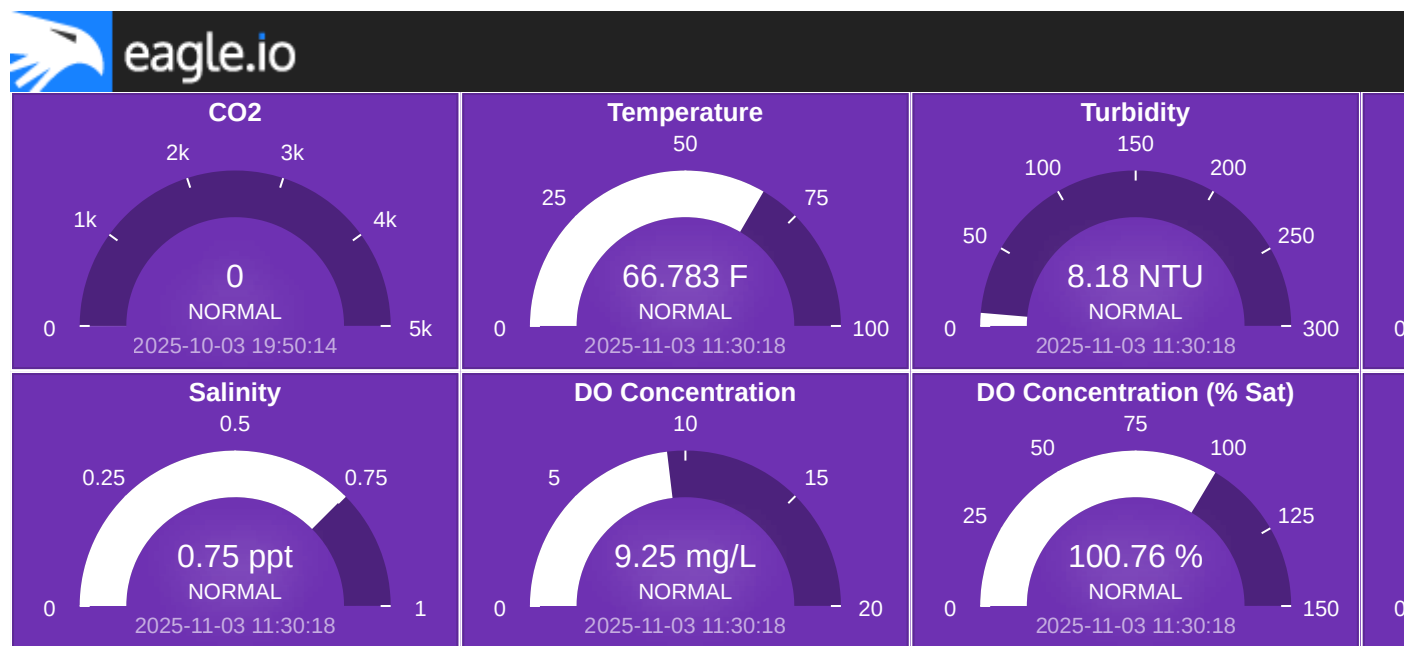 eagle.io
CO2
2k
3k
1k
4k
0
NORMAL
0
5k
2025-10-03 19:50:14
Temperature
50
25
75
66.783 F
NORMAL
0
100
2025-11-03 11:30:18
Turbidity
150
100
200
50
250
8.18 NTU
NORMAL
0
300
2025-11-03 11:30:18
Salinity
0.5
0.25
0.75
0.75 ppt
NORMAL
0
1
2025-11-03 11:30:18
DO Concentration
10
5
15
9.25 mg/L
NORMAL
0
20
2025-11-03 11:30:18
DO Concentration (% Sat)
75
50
100
25
125
100.76 %
NORMAL
0
150
2025-11-03 11:30:18